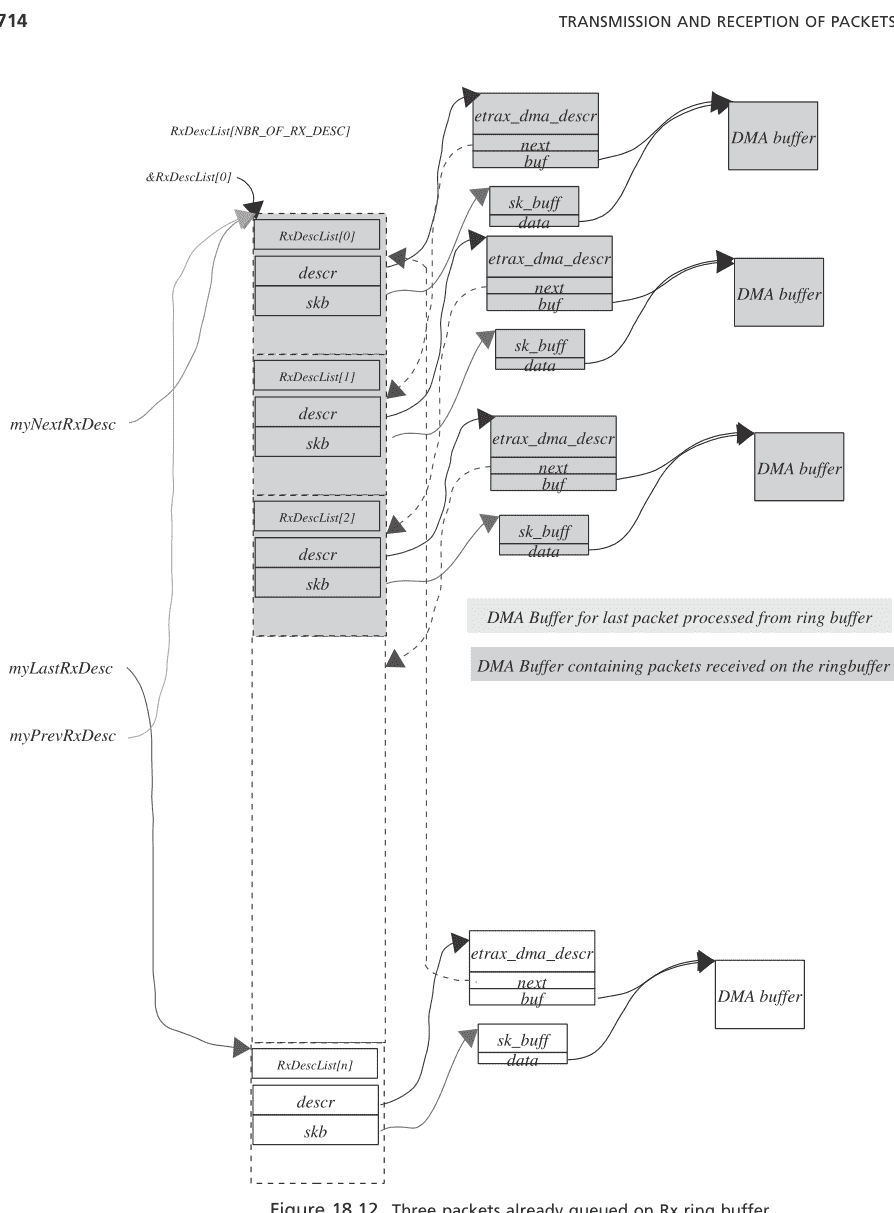 714
TRANSMISSION AND RECEPTION OF PACKETS
RxDescList[NBR_OF_RX_DESC]
&RxDescList[0]
etrax_dma_descr
next
buf
DMA buffer
sk_buff
data
RxDescList[0]
descr
skb
etrax_dma_descr
next
buf
DMA buffer
sk_buff
data
RxDescList[1]
descr
skb
myNextRxDesc
etrax_dma_descr
next
buf
DMA buffer
sk_buff
data
RxDescList[2]
descr
skb
DMA Buffer for last packet processed from ring buffer
DMA Buffer containing packets received on the ringbuffer
myLastRxDesc
myPrevRxDesc
etrax_dma_descr
next
buf
DMA buffer
sk_buff
data
RxDescList[n]
descr
skb
Figure 18.12 Three packets already queued on Rx ring buffer